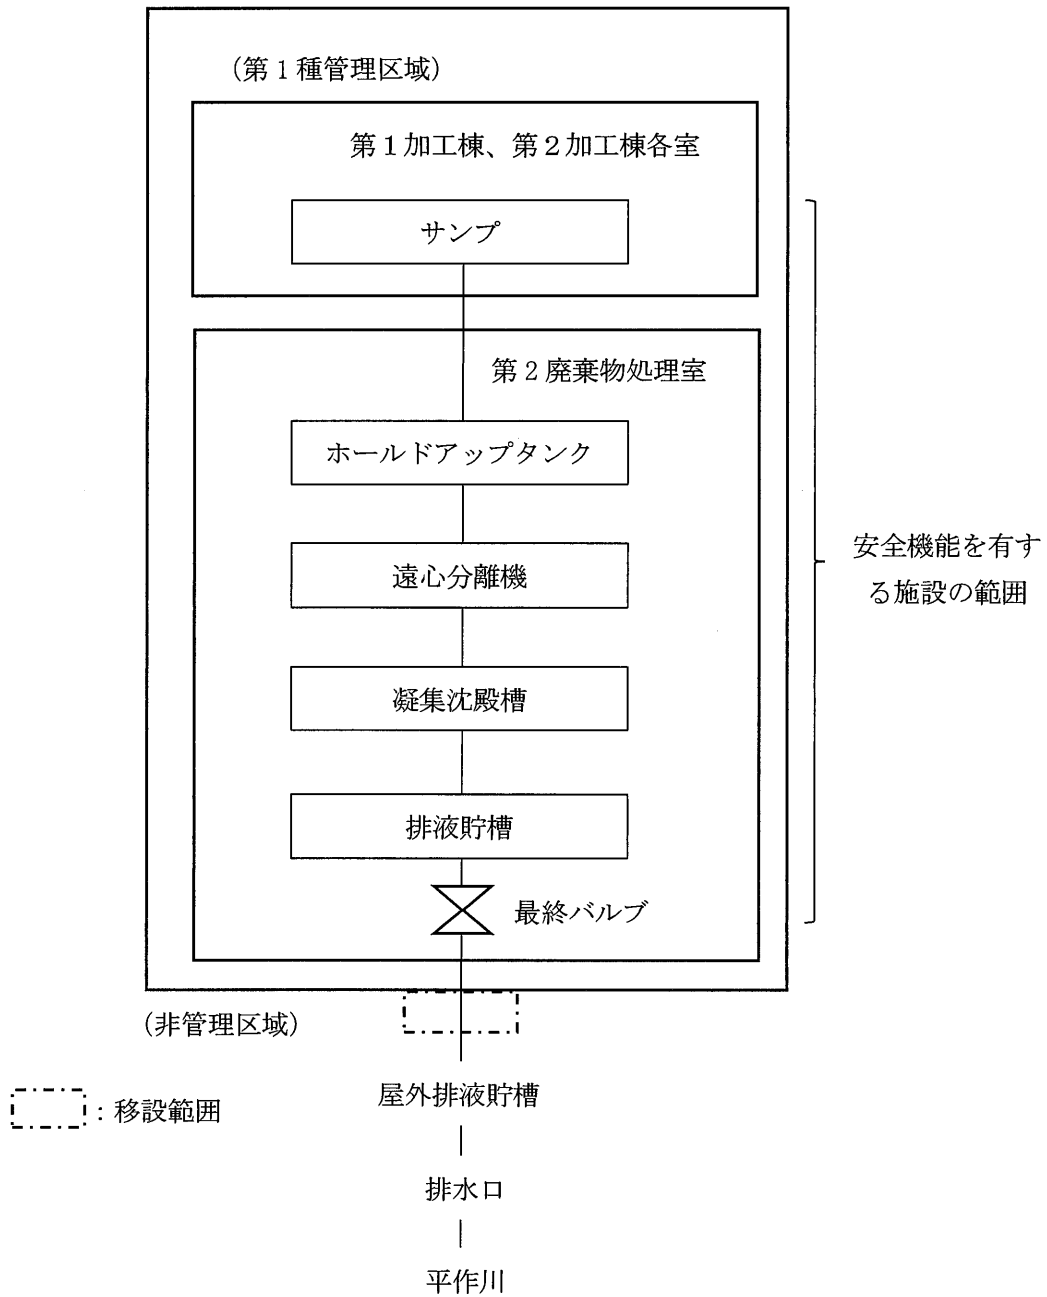 (第1種管理区域)
第1加工棟、第2加工棟各室
サンプ
第2廃棄物処理室
ホールドアップタンク
遠心分離機
凝集沈殿槽
排液貯槽
最終バルブ
安全機能を有す
る施設の範囲
(非管理区域)
屋外排液貯槽
: 移設範囲
排水口
平作川